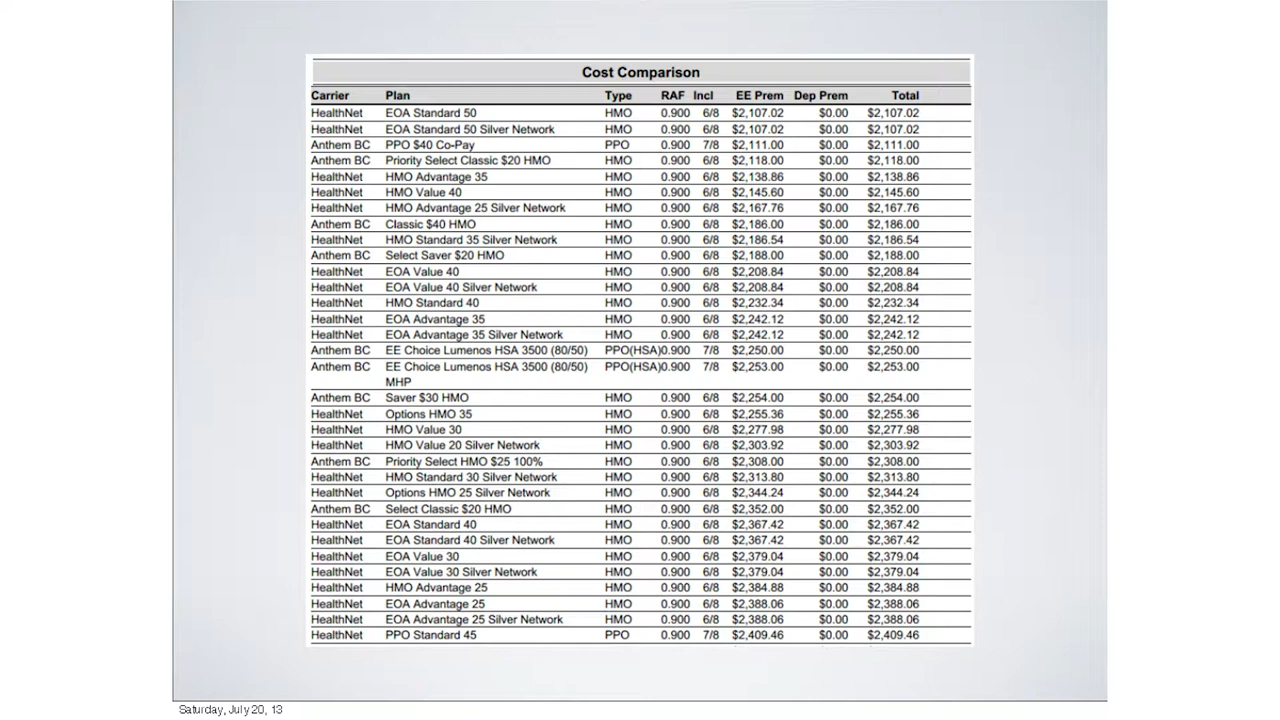 Cost Comparison
Carrier Plan Type RAF Incl EE Prem Dep Prem Total
HealthNet EOA Standard 50 HMO 0.900 6/8 $2,107.02 $0.00 $2,107.02
HealthNet EOA Standard 50 Silver Network HMO 0.900 6/8 $2,107.02 $0.00 $2,107.02
Anthem BC PPO $40 Co-Pay PPO 0.900 7/8 $2,111.00 $0.00 $2,111.00
Anthem BC Priority Select Classic $20 HMO HMO 0.900 6/8 $2,118.00 $0.00 $2,118.00
HealthNet HMO Advantage 35 HMO 0.900 6/8 $2,138.86 $0.00 $2,138.86
HealthNet HMO Value 40 HMO 0.900 6/8 $2,145.60 $0.00 $2,145.60
HealthNet HMO Advantage 25 Silver Network HMO 0.900 6/8 $2,167.76 $0.00 $2,167.76
Anthem BC Classic $40 HMO HMO 0.900 6/8 $2,186.00 $0.00 $2,186.00
HealthNet HMO Standard 35 Silver Network HMO 0.900 6/8 $2,186.54 $0.00 $2,186.54
Anthem BC Select Saver $20 HMO HMO 0.900 6/8 $2,188.00 $0.00 $2,188.00
HealthNet EOA Value 40 HMO 0.900 6/8 $2,208.84 $0.00 $2,208.84
HealthNet EOA Value 40 Silver Network HMO 0.900 6/8 $2,208.84 $0.00 $2,208.84
HealthNet HMO Standard 40 HMO 0.900 6/8 $2,232.34 $0.00 $2,232.34
HealthNet EOA Advantage 35 HMO 0.900 6/8 $2,242.12 $0.00 $2,242.12
HealthNet EOA Advantage 35 Silver Network HMO 0.900 6/8 $2,242.12 $0.00 $2,242.12
Anthem BC EE Choice Lumenos HSA 3500 (80/50) PPO(HSA)0.900 7/8 $2,250.00 $0.00 $2,250.00
Anthem BC EE Choice Lumenos HSA 3500 (80/50) PPO(HSA)0.900 7/8 $2,253.00 $0.00 $2,253.00
MHP
Anthem BC Saver $30 HMO HMO 0.900 6/8 $2,254.00 $0.00 $2,254.00
HealthNet Options HMO 35 HMO 0.900 6/8 $2,255.36 $0.00 $2,255.36
HealthNet HMO Value 30 HMO 0.900 6/8 $2,277.98 $0.00 $2,277.98
HealthNet HMO Value 20 Silver Network HMO 0.900 6/8 $2,303.92 $0.00 $2,303.92
Anthem BC Priority Select HMO $25 100% HMO 0.900 6/8 $2,308.00 $0.00 $2,308.00
HealthNet HMO Standard 30 Silver Network HMO 0.900 6/8 $2,313.80 $0.00 $2,313.80
HealthNet Options HMO 25 Silver Network HMO 0.900 6/8 $2,344.24 $0.00 $2,344.24
Anthem BC Select Classic $20 HMO HMO 0.900 6/8 $2,352.00 $0.00 $2,352.00
HealthNet EOA Standard 40 HMO 0.900 6/8 $2,367.42 $0.00 $2,367.42
HealthNet EOA Standard 40 Silver Network HMO 0.900 6/8 $2,367.42 $0.00 $2,367.42
HealthNet EOA Value 30 HMO 0.900 6/8 $2,379.04 $0.00 $2,379.04
HealthNet EOA Value 30 Silver Network HMO 0.900 6/8 $2,379.04 $0.00 $2,379.04
HealthNet HMO Advantage 25 HMO 0.900 6/8 $2,384.88 $0.00 $2,384.88
HealthNet EOA Advantage 25 HMO 0.900 6/8 $2,388.06 $0.00 $2,388.06
HealthNet EOA Advantage 25 Silver Network HMO 0.900 6/8 $2,388.06 $0.00 $2,388.06
HealthNet PPO Standard 45 PPO 0.900 7/8 $2,409.46 $0.00 $2,409.46
Saturday, July 20, 13